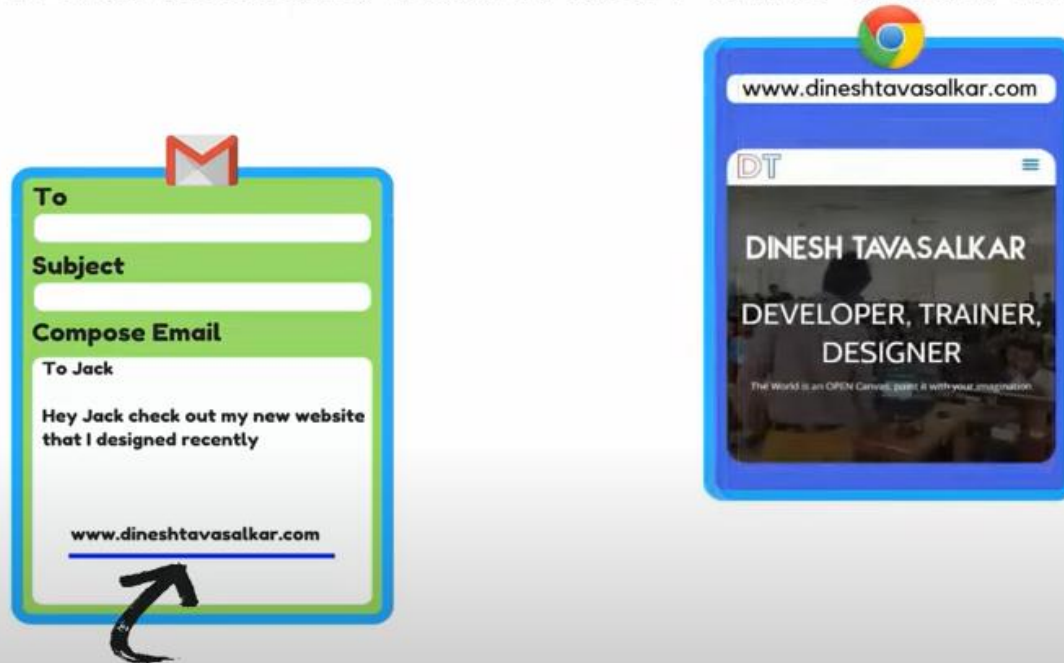 To
Subject
Compose Email
To Jack
Hey Jack check out my new website
that I designed recently
www.dineshtavasalkar.com
www.dineshtavasalkar.com
DT
DINESH TAVASALKAR
DEVELOPER, TRAINER,
DESIGNER
The World is an OPEN Canvas, paint it with your imagination